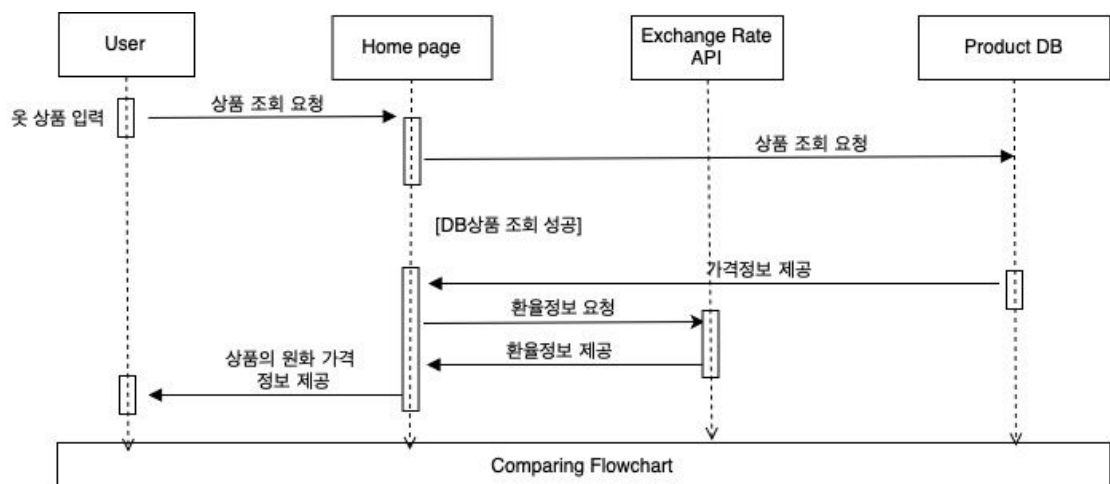 User
Home page
Exchange Rate
API
Product DB
옷 상품 입력
상품 조회 요청
상품 조회 요청
[DB상품 조회 성공]
가격정보 제공
환율정보 요청
환율정보 제공
상품의 원화 가격
정보 제공
Comparing Flowchart